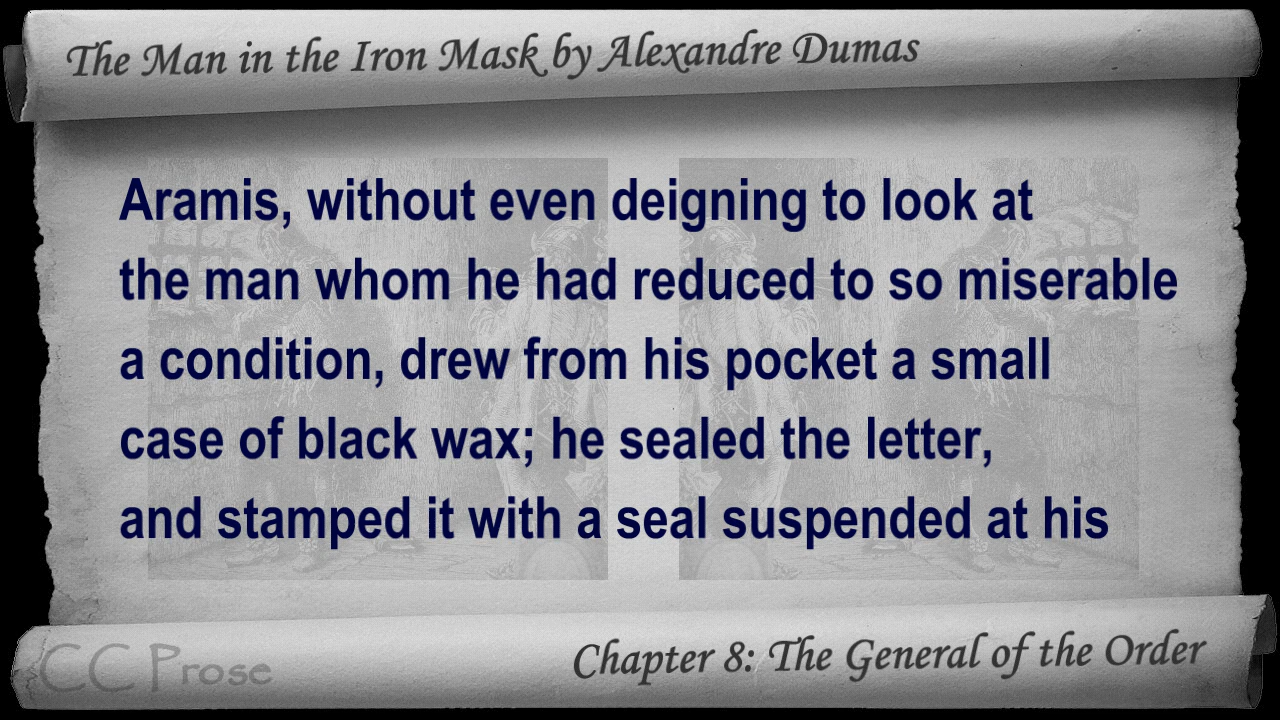 The Man in the Iron Mask by Alexandre Dumas
Aramis, without even deigning to look at
the man whom he had reduced to so miserable
a condition, drew from his pocket a small
case of black wax; he sealed the letter,
and stamped it with a seal suspended at his
CC Prose
Chapter 8: The General of the Order